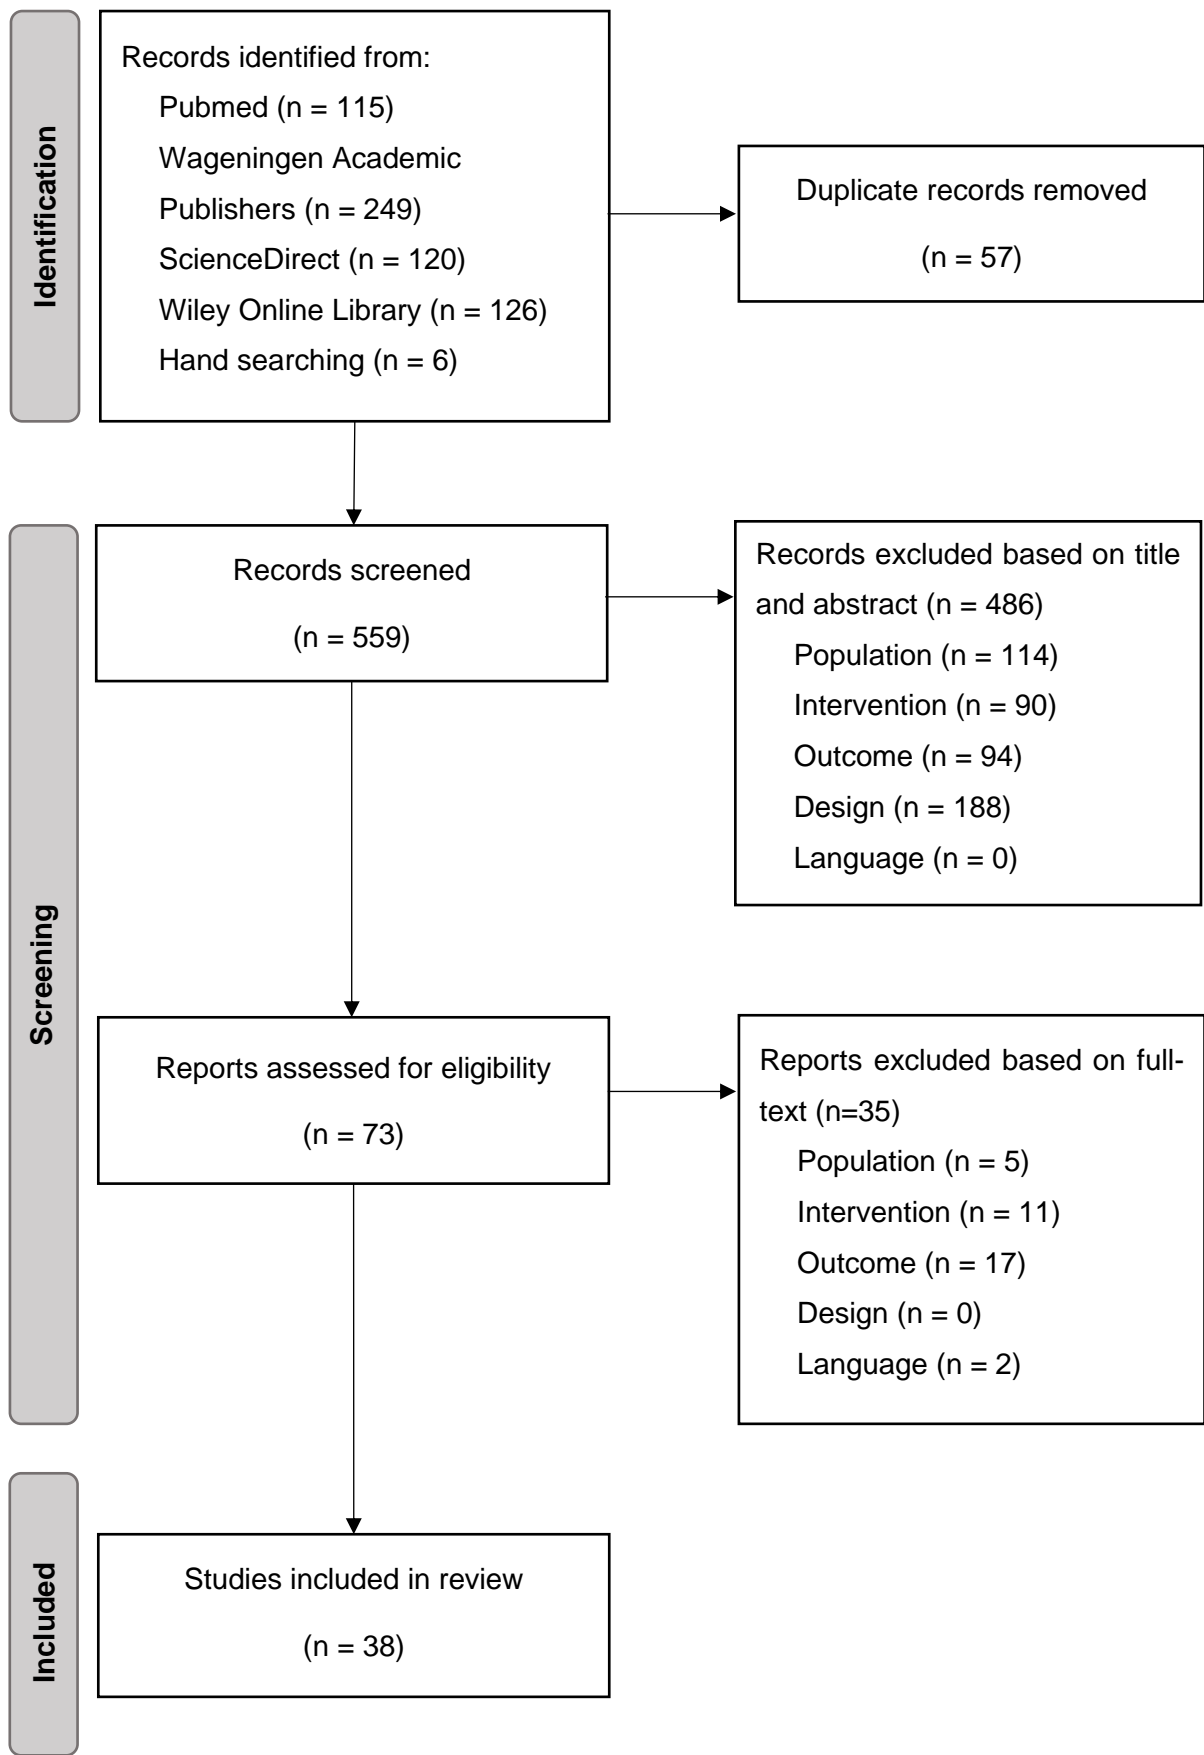 Identification
Records identified from:
Pubmed (n = 115)
Wageningen Academic
Publishers (n = 249)
ScienceDirect (n = 120)
Wiley Online Library (n = 126)
Hand searching (n = 6)
Duplicate records removed
(n = 57)
Screening
Records screened
(n = 559)
Records excluded based on title
and abstract (n = 486)
Population (n = 114)
Intervention (n = 90)
Outcome (n = 94)
Design (n = 188)
Language (n = 0)
Reports assessed for eligibility
(n = 73)
Reports excluded based on full-
text (n=35)
Population (n = 5)
Intervention (n = 11)
Outcome (n = 17)
Design (n = 0)
Language (n = 2)
Included
Studies included in review
(n = 38)